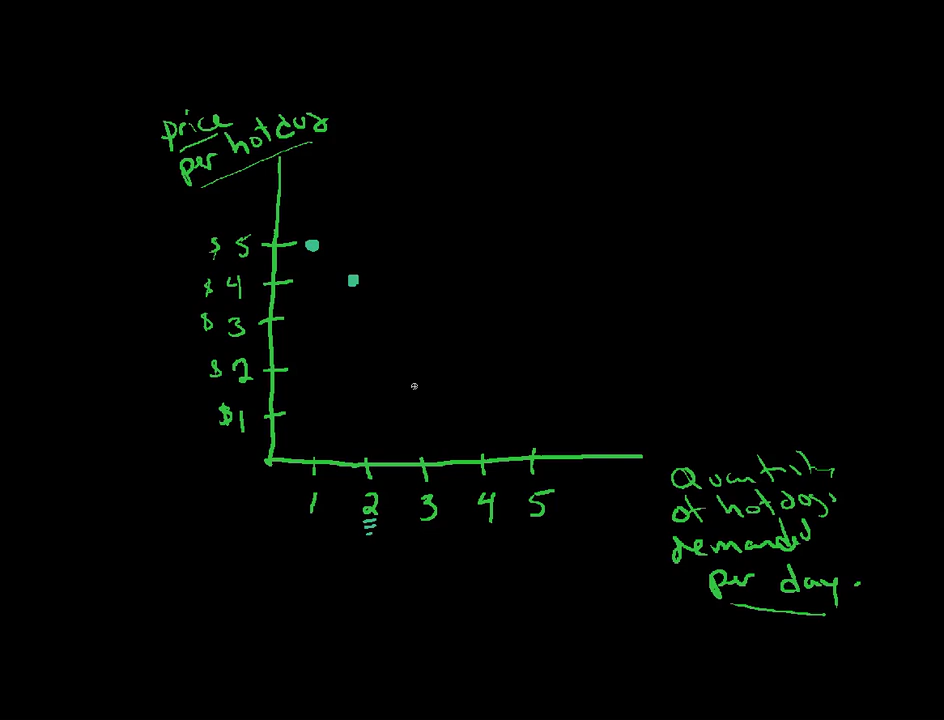 price
per hotdog
$5
$4
$3
$2
$1
1 2 3 4 5
Quantity
of hotdogs
demanded
per day.